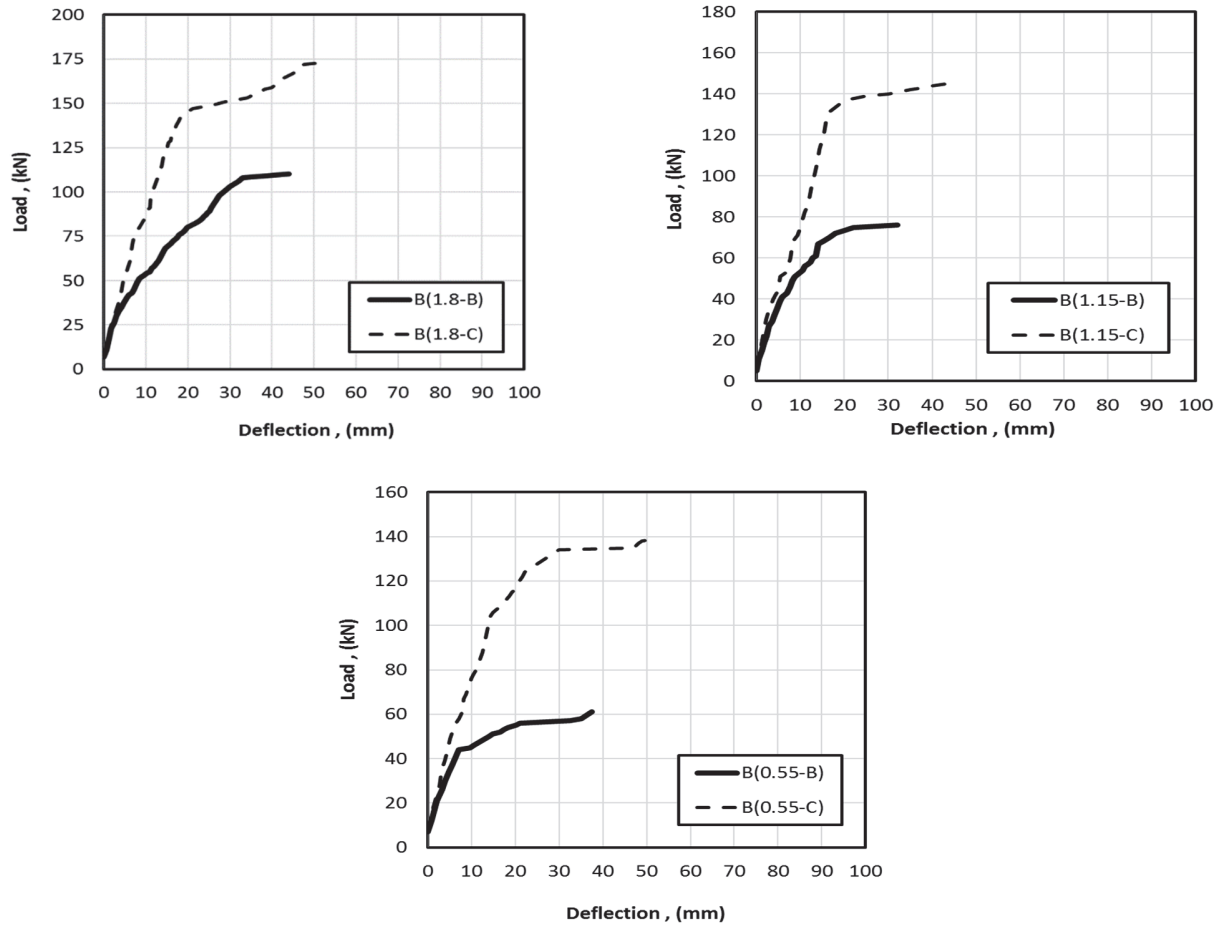 200
175
150
125
100
75
50
25
0
Load , (kN)
0 10 20 30 40 50 60 70 80 90 100
Deflection , (mm)
B(1.8-B)
B(1.8-C)
180
160
140
120
100
80
60
40
20
0
Load , (kN)
0 10 20 30 40 50 60 70 80 90 100
Deflection , (mm)
B(1.15-B)
B(1.15-C)
160
140
120
100
80
60
40
20
0
Load , (kN)
0 10 20 30 40 50 60 70 80 90 100
Deflection , (mm)
B(0.55-B)
B(0.55-C)